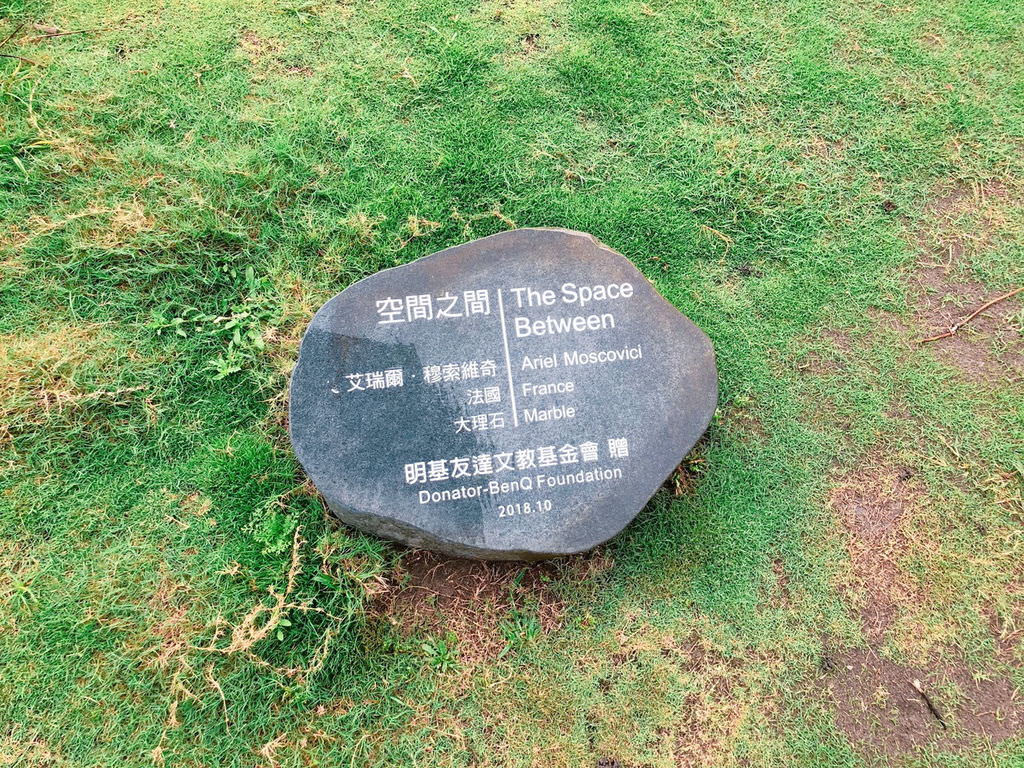 空間之間
艾瑞爾．穆索維奇
法國
大理石
The Space
Between
Ariel Moscovici
France
Marble
明基友達文教基金會 贈
Donator-BenQ Foundation
2018.10